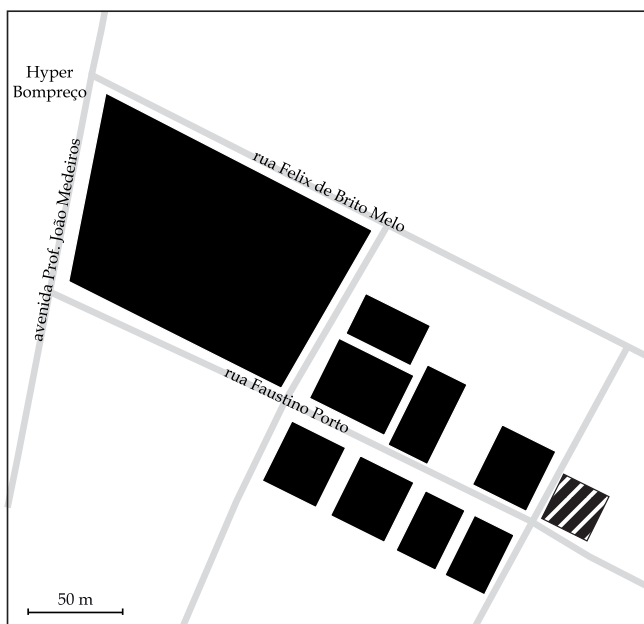 Hyper
Bompreço
rua Felix de Brito Melo
avenida Prof. João Medeiros
rua Faustino Porto
50 m